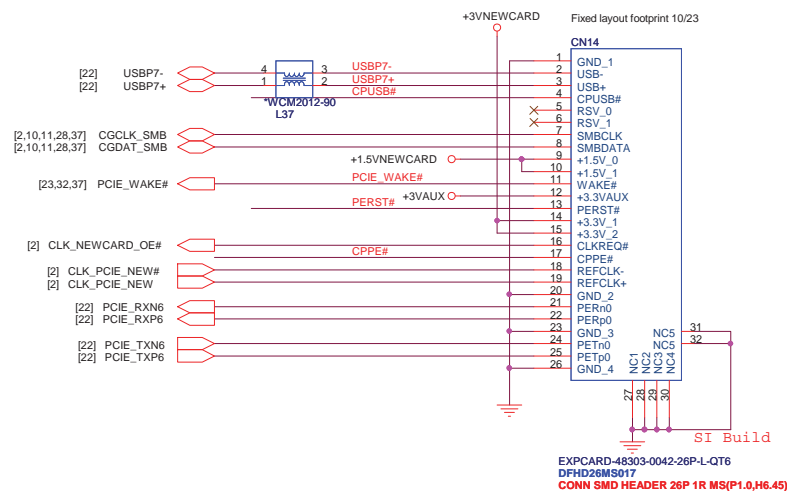 +3VNEWCARD
Fixed layout footprint 10/23
CN14
1 GND_1
[22] USBP7- 4 3 USBP7- 2 USB-
[22] USBP7+ 1 2 USBP7+ 3 USB+
CPUSB# 4 CPUSB#
*WCM2012-90
L37
5 RSV_0
6 RSV_1
[2,10,11,28,37] CGCLK_SMB 7 SMBCLK
[2,10,11,28,37] CGDAT_SMB 8 SMBDATA
+1.5VNEWCARD 9 +1.5V_0
10 +1.5V_1
[23,32,37] PCIE_WAKE# PCIE_WAKE# 11 WAKE#
+3VAUX 12 +3.3VAUX
PERST# 13 PERST#
14 +3.3V_1
15 +3.3V_2
[2] CLK_NEWCARD_OE# 16 CLKREQ#
CPPE# 17 CPPE#
[2] CLK_PCIE_NEW# 18 REFCLK-
[2] CLK_PCIE_NEW 19 REFCLK+
20 GND_2
[22] PCIE_RXN6 21 PERn0
[22] PCIE_RXP6 22 PERp0
23 GND_3 NC5 31
[22] PCIE_TXN6 24 PETn0 NC5 32
[22] PCIE_TXP6 25 PETp0
26 GND_4
NC1 NC2 NC3 NC4
27 28 29 30
SI Build
EXPCARD-48303-0042-26P-L-QT6
DFHD26MS017
CONN SMD HEADER 26P 1R MS(P1.0,H6.45)